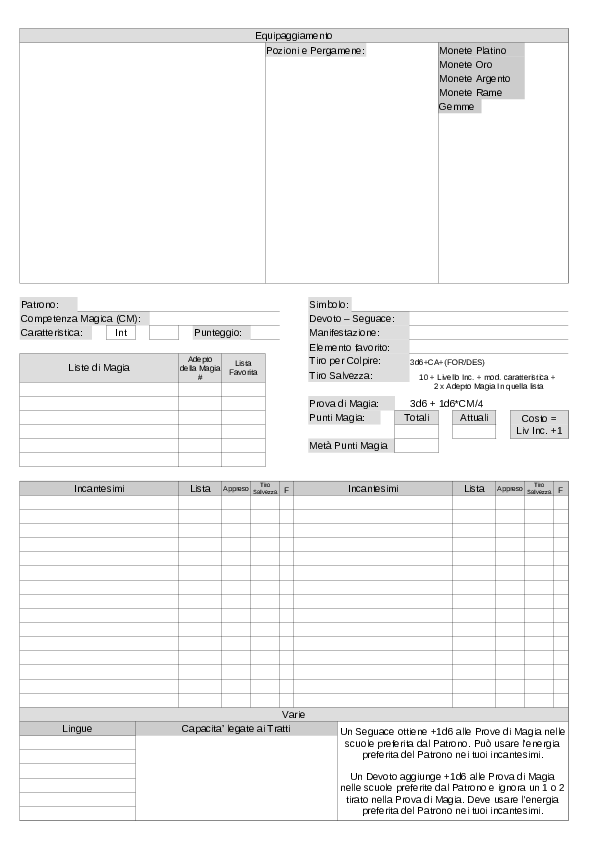 Equipaggiamento
Pozioni e Pergamene:
Monete Platino
Monete Oro
Monete Argento
Monete Rame
Gemme
Patrono:
Competenza Magica (CM):
Caratteristica: Int Punteggio:
Simbolo:
Devoto – Seguace:
Manifestazione:
Elemento favorito:
Tiro per Colpire: 3d6+CA+(FOR/DES)
Tiro Salvezza: 10 + Livello Inc. + mod. caratteristica +
2 x Adepto Magia in quella lista
Liste di Magia
Adepto
della Magia
#
Lista
Favorita
Prova di Magia: 3d6 + 1d6*CM/4
Punti Magia: Totali Attuali
Costo =
Liv Inc. +1
Metà Punti Magia
Incantesimi Lista Appreso Tiro
Salvezza F
Incantesimi Lista Appreso Tiro
Salvezza F
Varie
Lingue
Capacita' legate ai Tratti
Un Seguace ottiene +1d6 alle Prove di Magia nelle
scuole preferita dal Patrono. Può usare l'energia
preferita del Patrono nei tuoi incantesimi.
Un Devoto aggiunge +1d6 alle Prova di Magia
nelle scuole preferite dal Patrono e ignora un 1 o 2
tirato nella Prova di Magia. Deve usare l'energia
preferita del Patrono nei tuoi incantesimi.